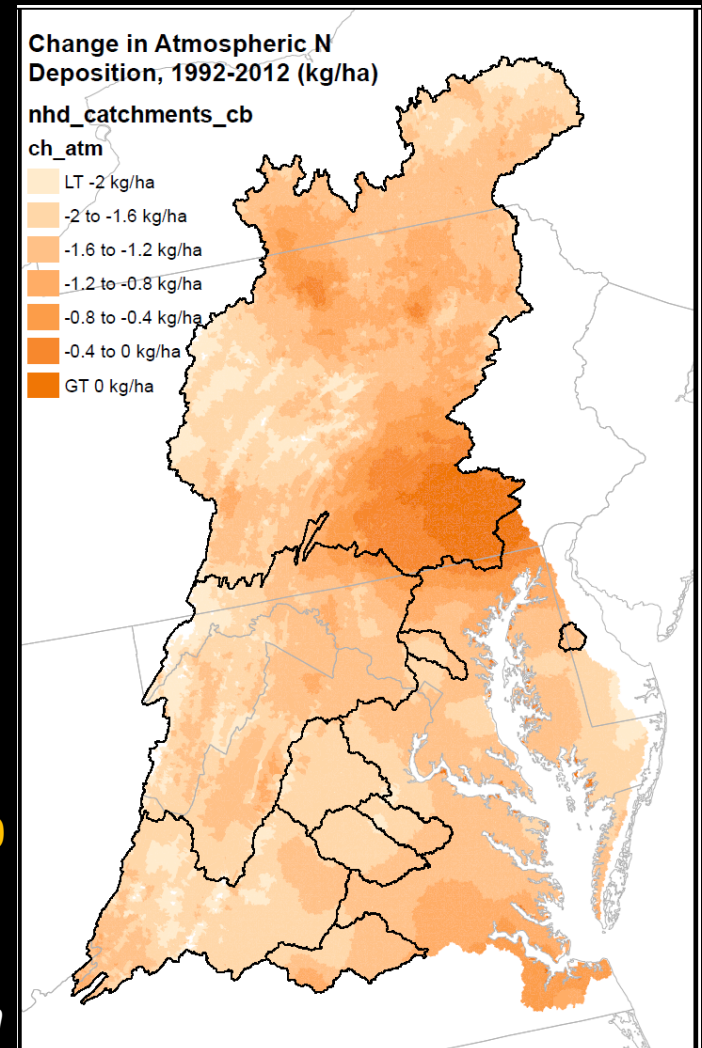 Change in Atmospheric N
Deposition, 1992-2012 (kg/ha)
nhd_catchments_cb
ch_atm
LT -2 kg/ha
-2 to -1.6 kg/ha
-1.6 to -1.2 kg/ha
-1.2 to -0.8 kg/ha
-0.8 to -0.4 kg/ha
-0.4 to 0 kg/ha
GT 0 kg/ha